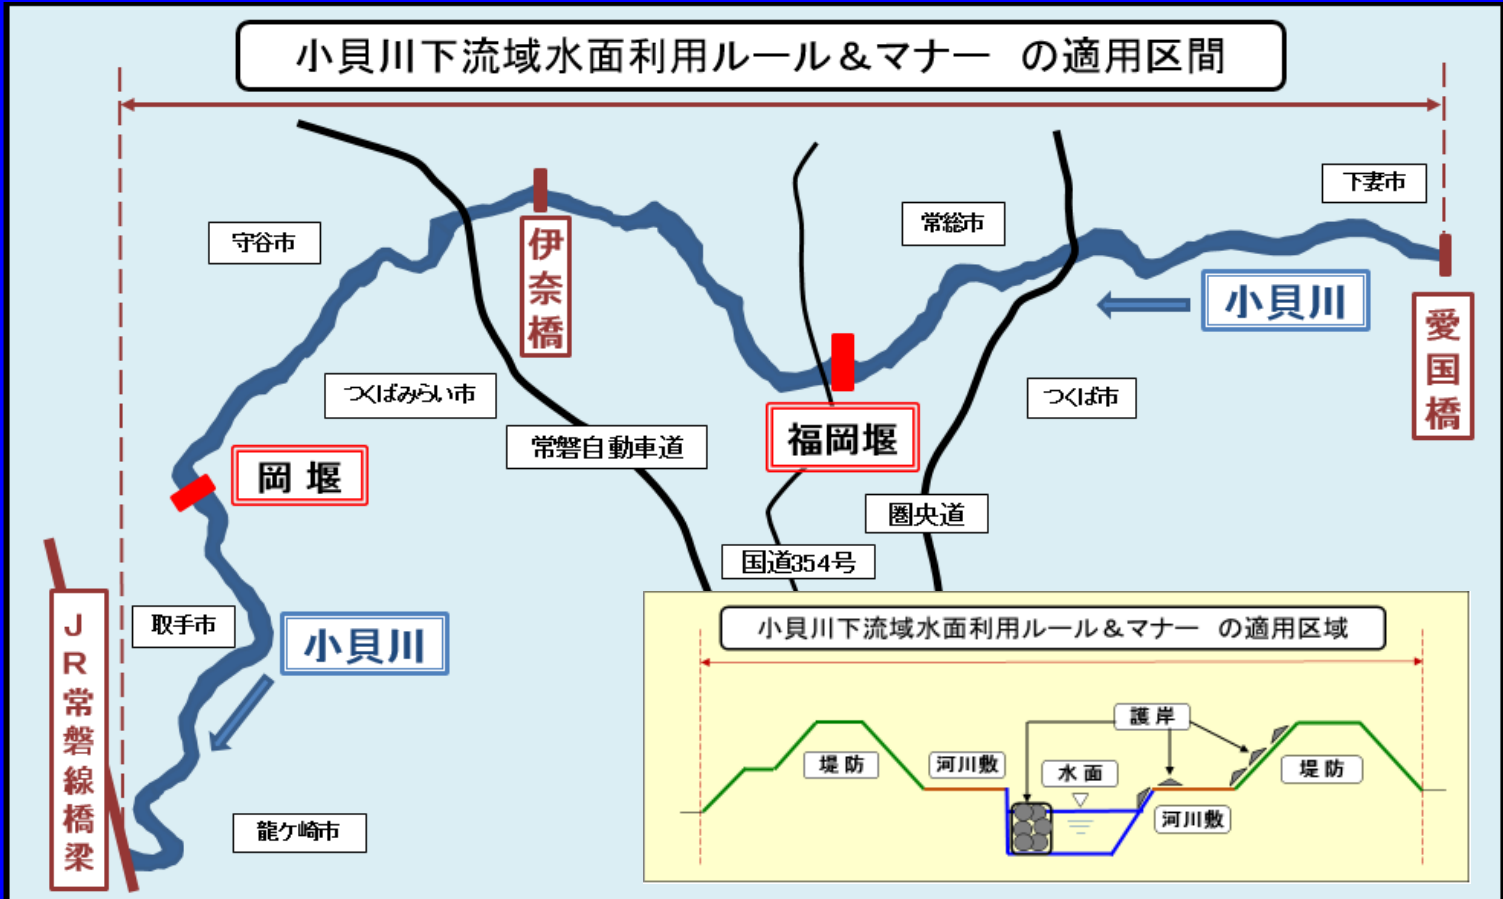 小貝川下流域水面利用ルール＆マナー　の適用区間
下妻市
常総市
守谷市
伊奈橋
小貝川
愛国橋
つくばみらい市
つくば市
常磐自動車道
福岡堰
岡 堰
圏央道
国道354号
JR常磐線橋梁
取手市
小貝川
龍ケ崎市
小貝川下流域水面利用ルール＆マナー　の適用区域
護 岸
堤 防
河川敷
水 面
堤 防
河川敷